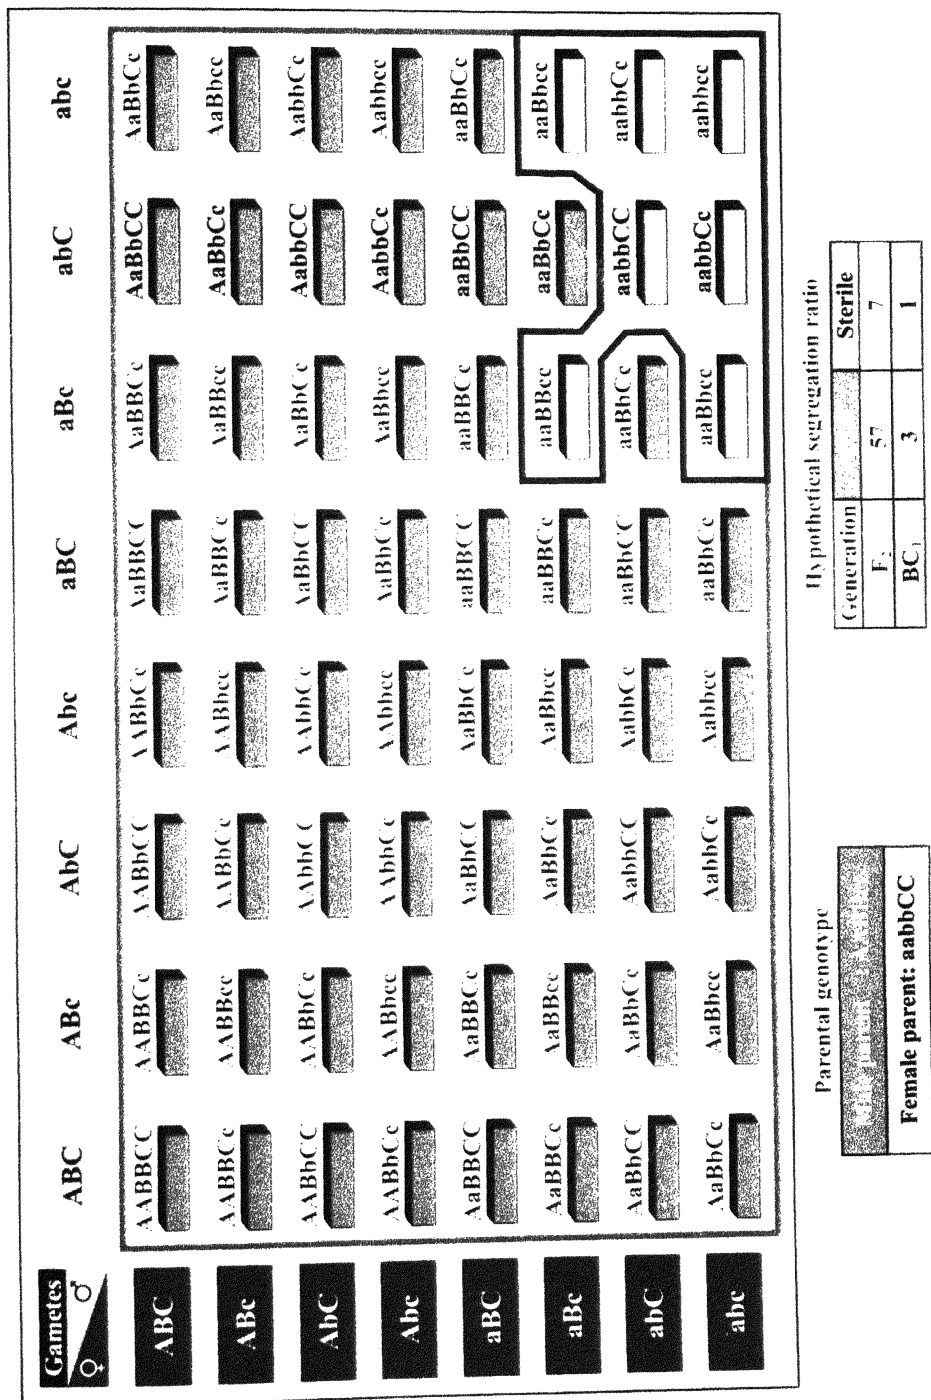 Gametes ABC ABc AbC Abc aBC aBc abC abc
♀ ♂
ABC AABBCC AABBCc AABbCC AABbCc AaBBCC AaBBCc AaBbCC AaBbCc
ABc AABBCc AABBcc AABbCc AABbcc AaBBCc AaBBcc AaBbCc AaBbcc
AbC AABbCC AABbCc AAbbCC AAbbCc AaBbCC AaBbCc AabbCC AabbCc
Abc AABbCc AABbcc AAbbCc AAbbcc AaBbCc AaBbcc AabbCc Aabbcc
aBC AaBBCC AaBBCc AaBbCC AaBbCc aaBBCC aaBBCc aaBbCC aaBbCc
aBc AaBBCc AaBBcc AaBbCc AaBbcc aaBBCc aaBBcc aaBbCc aaBbcc
abC AaBbCC AaBbCc AabbCC AabbCc aaBbCC aaBbCc aabbCC aabbCc
abc AaBbCc AaBbcc AabbCc Aabbcc aaBbCc aaBbcc aabbCc aabbcc
Parental genotype
Female parent: aabbCC
Hypothetical segregation ratio
Generation Sterile
F₂ 57 7
BC₁ 3 1